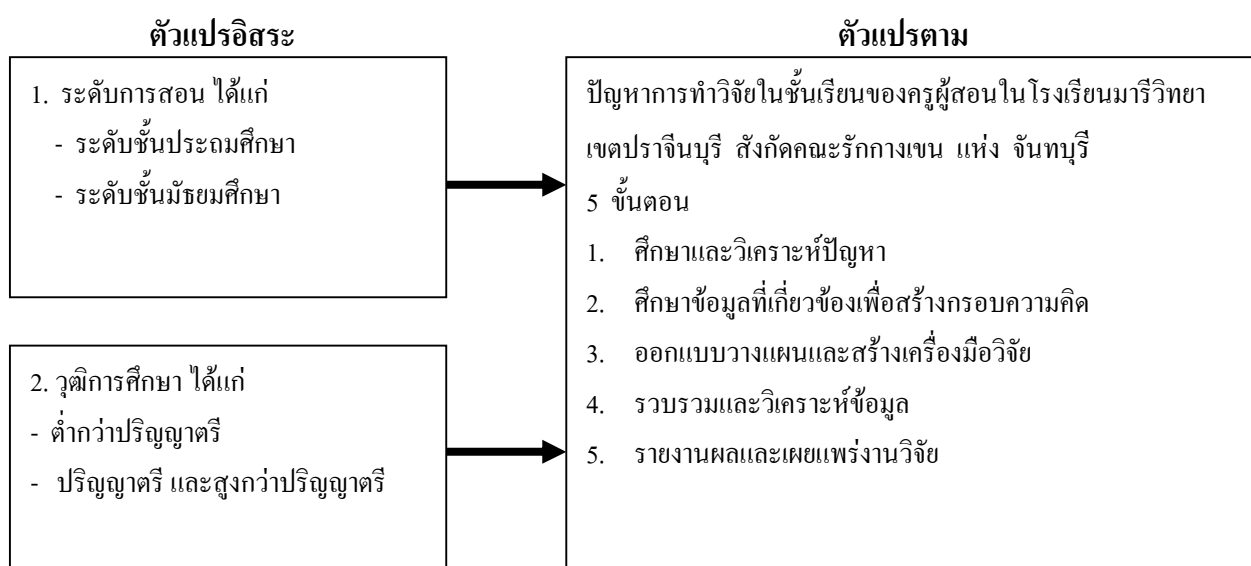 ตัวแปรอิสระ
1. ระดับการสอน ได้แก่
- ระดับชั้นประถมศึกษา
- ระดับชั้นมัธยมศึกษา
2. วุฒิการศึกษา ได้แก่
- ต่ำกว่าปริญญาตรี
- ปริญญาตรี และสูงกว่าปริญญาตรี
ตัวแปรตาม
ปัญหาการทำวิจัยในชั้นเรียนของครูผู้สอนในโรงเรียนมารีวิทยา
เขตปราจีนบุรี สังกัดคณะรักกางเขน แห่ง จันทบุรี
5 ขั้นตอน
1. ศึกษาและวิเคราะห์ปัญหา
2. ศึกษาข้อมูลที่เกี่ยวข้องเพื่อสร้างกรอบความคิด
3. ออกแบบวางแผนและสร้างเครื่องมือวิจัย
4. รวบรวมและวิเคราะห์ข้อมูล
5. รายงานผลและเผยแพร่งานวิจัย